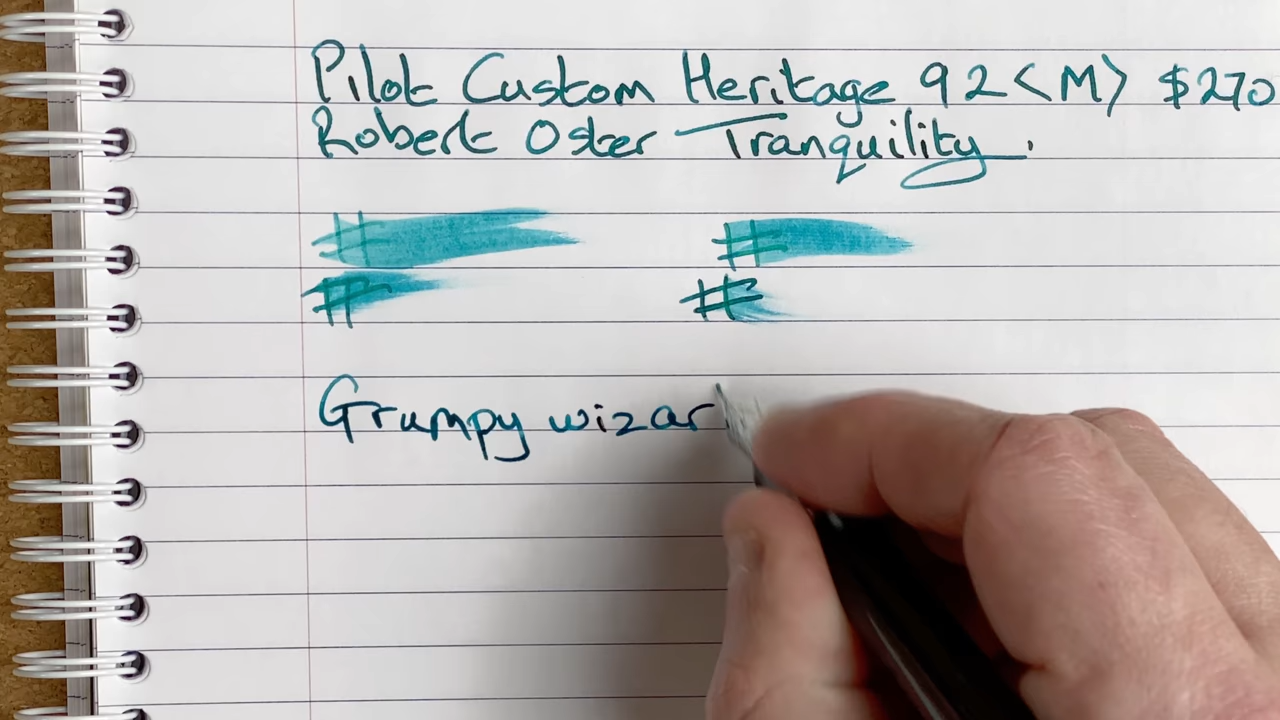 Pilot Custom Heritage 92 <M> $270
Robert Oster Tranquility.
# #
# #
Grumpy wizar